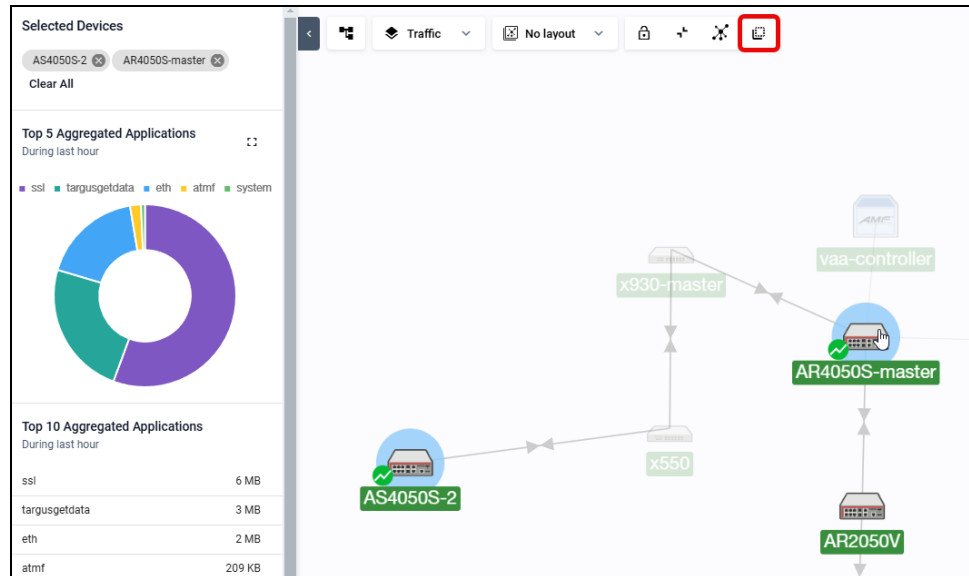 Selected Devices
AS4050S-2
AR4050S-master
Clear All
Top 5 Aggregated Applications
During last hour
ssl targusgetdata eth atmf system
Top 10 Aggregated Applications
During last hour
ssl 6 MB
targusgetdata 3 MB
eth 2 MB
atmf 209 KB
Traffic
No layout
AMF
vaa-controller
x930-master
AR4050S-master
x550
AS4050S-2
AR2050V